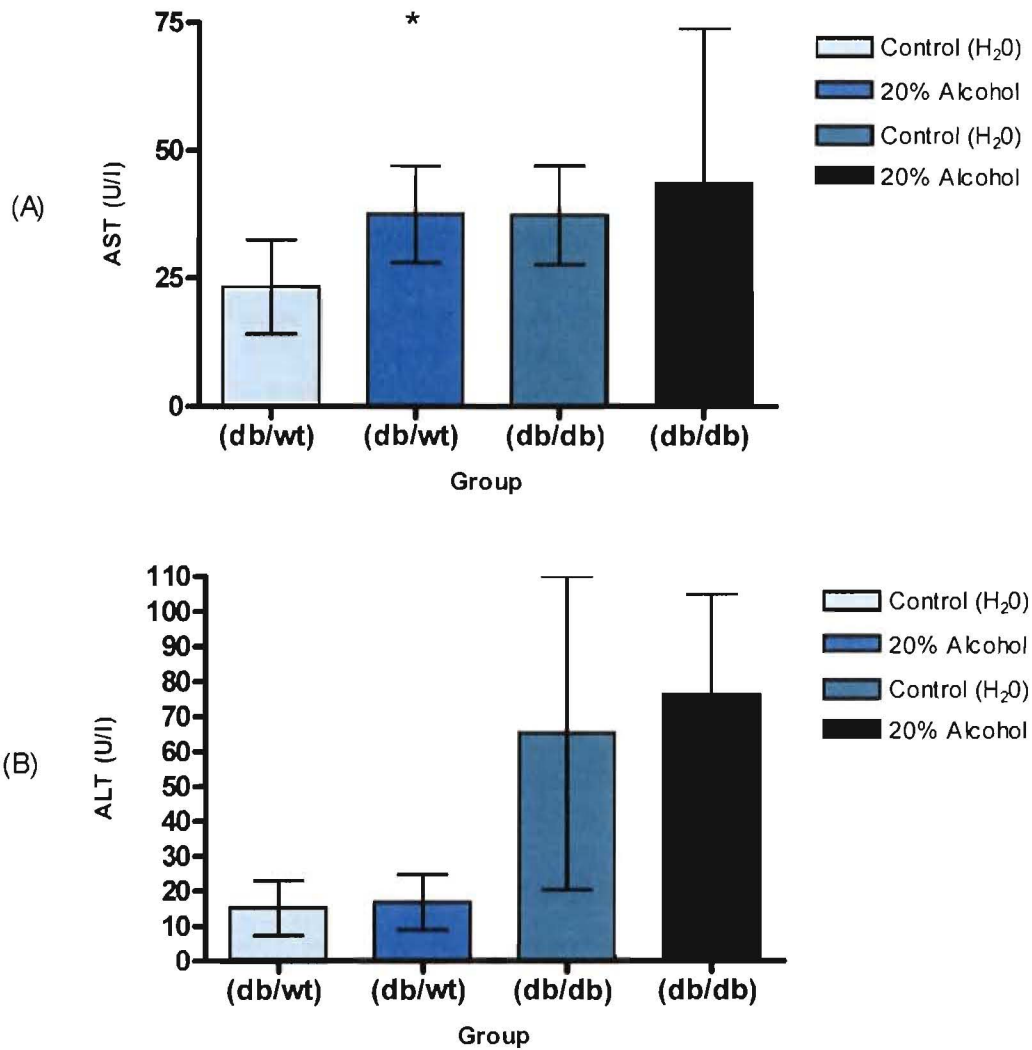 (A)
AST (U/I)
75
50
25
0
*
(db/wt) (db/wt) (db/db) (db/db)
Group
Control (H₂0)
20% Alcohol
Control (H₂0)
20% Alcohol
(B)
ALT (U/I)
110
100
90
80
70
60
50
40
30
20
10
0
(db/wt) (db/wt) (db/db) (db/db)
Group
Control (H₂0)
20% Alcohol
Control (H₂0)
20% Alcohol